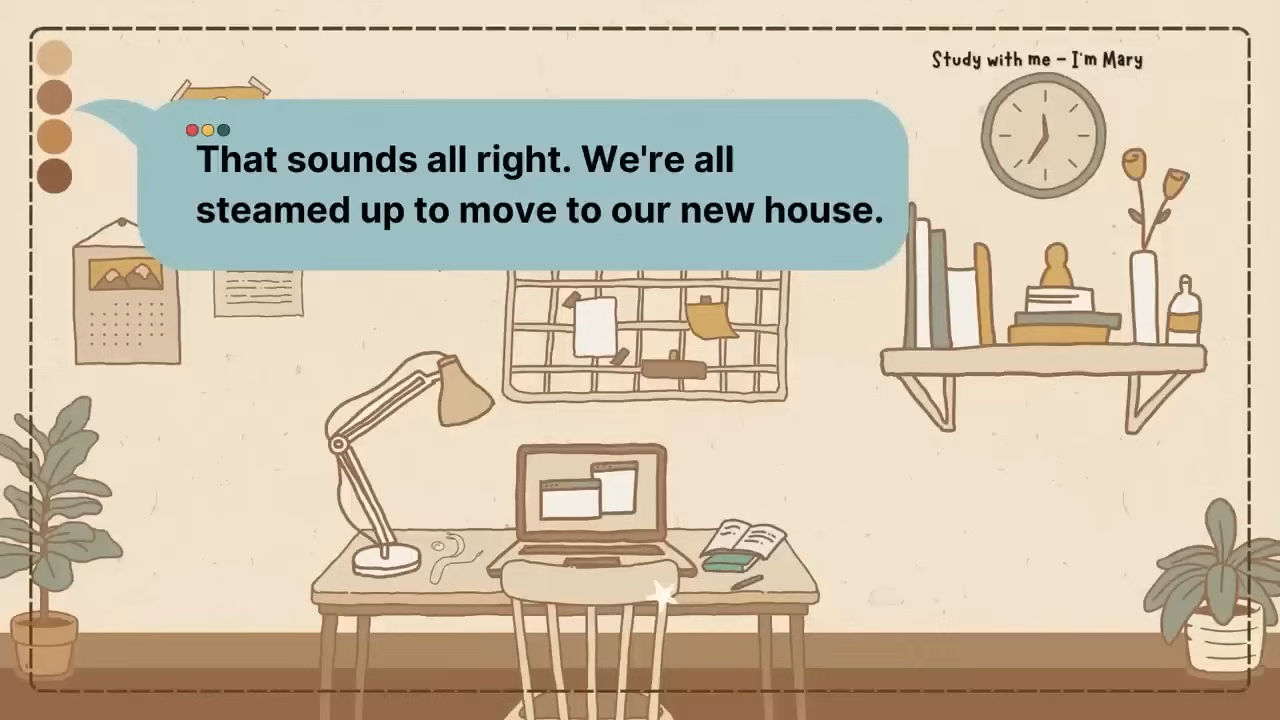 Study with me - I'm Mary
That sounds all right. We're all
steamed up to move to our new house.